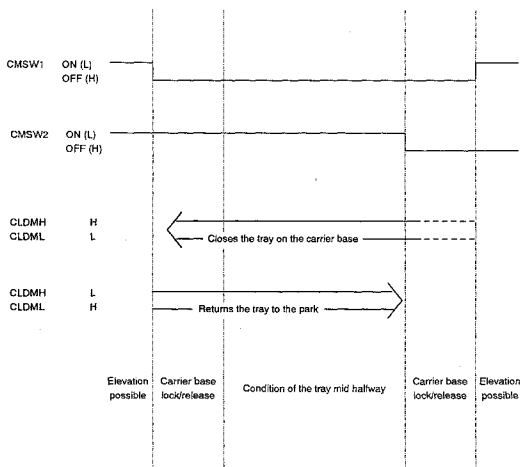 CMSW1 ON (L)
OFF (H)
CMSW2 ON (L)
OFF (H)
CLDMH H
CLDML L
Closes the tray on the carrier base
CLDMH L
CLDML H
Returns the tray to the park
Elevation possible
Carrier base lock/release
Condition of the tray mid halfway
Carrier base lock/release
Elevation possible